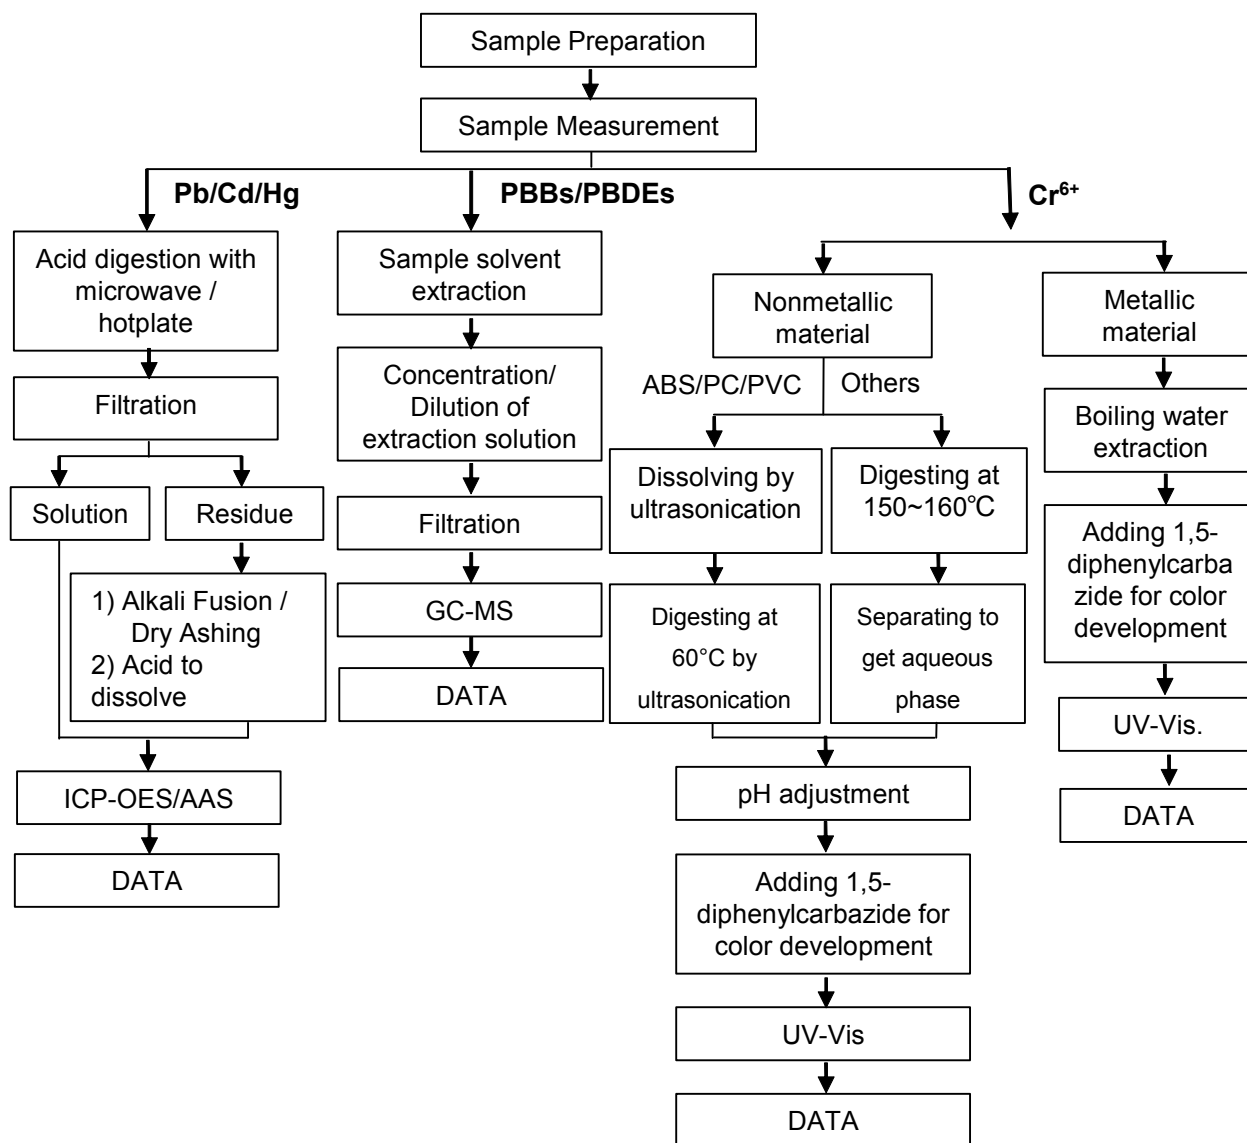 Sample Preparation
Sample Measurement
Pb/Cd/Hg
PBBs/PBDEs
Cr⁶⁺
Acid digestion with
microwave /
hotplate
Filtration
Solution
Residue
1) Alkali Fusion /
Dry Ashing
2) Acid to
dissolve
ICP-OES/AAS
DATA
Sample solvent
extraction
Concentration/
Dilution of
extraction solution
Filtration
GC-MS
DATA
Nonmetallic
material
ABS/PC/PVC
Others
Dissolving by
ultrasonication
Digesting at
60°C by
ultrasonication
Digesting at
150~160℃
Separating to
get aqueous
phase
pH adjustment
Adding 1,5-
diphenylcarbazide for
color development
UV-Vis
DATA
Metallic
material
Boiling water
extraction
Adding 1,5-
diphenylcarba
zide for color
development
UV-Vis.
DATA